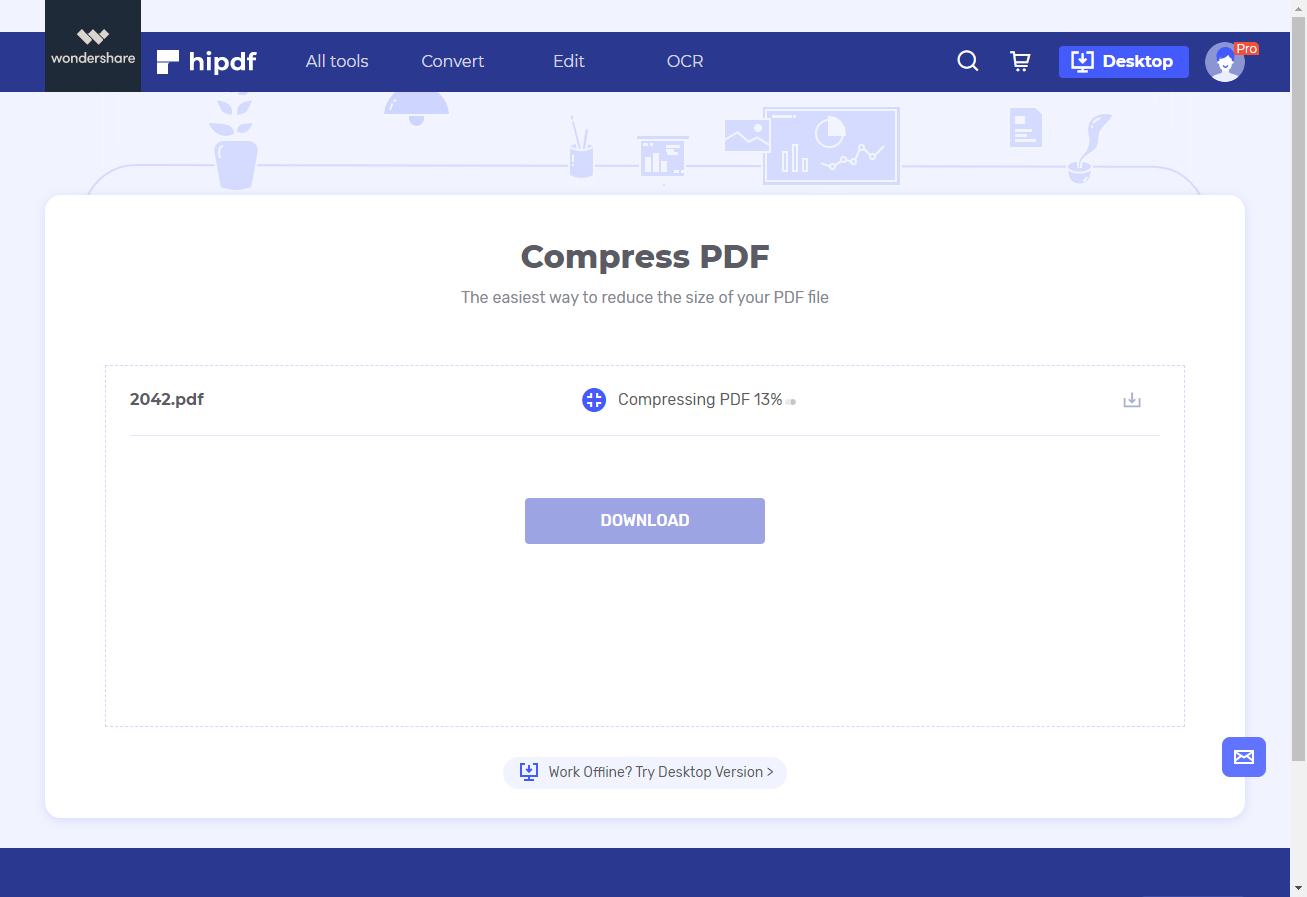 wondershare
hipdf
All tools
Convert
Edit
OCR
Desktop
Pro
Compress PDF
The easiest way to reduce the size of your PDF file
2042.pdf
Compressing PDF 13%
DOWNLOAD
Work Offline? Try Desktop Version >